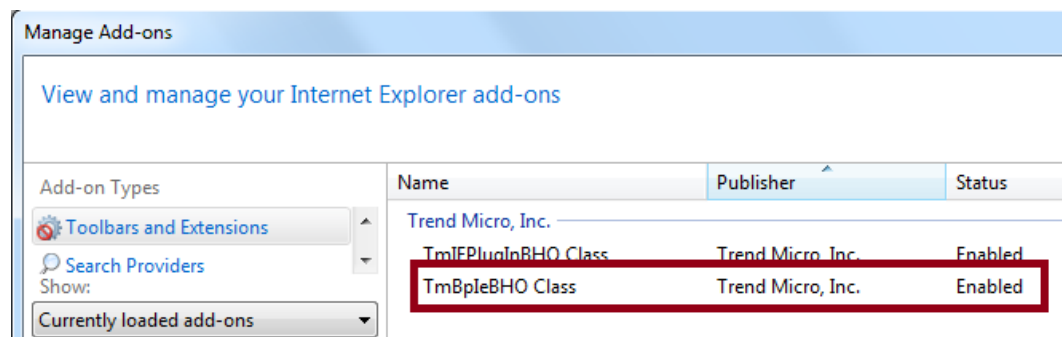 Manage Add-ons
View and manage your Internet Explorer add-ons
Add-on Types
Toolbars and Extensions
Search Providers
Show:
Currently loaded add-ons
Name Publisher Status
Trend Micro, Inc.
TmIEPlugInBHO Class Trend Micro, Inc. Enabled
TmBpIeBHO Class Trend Micro, Inc. Enabled